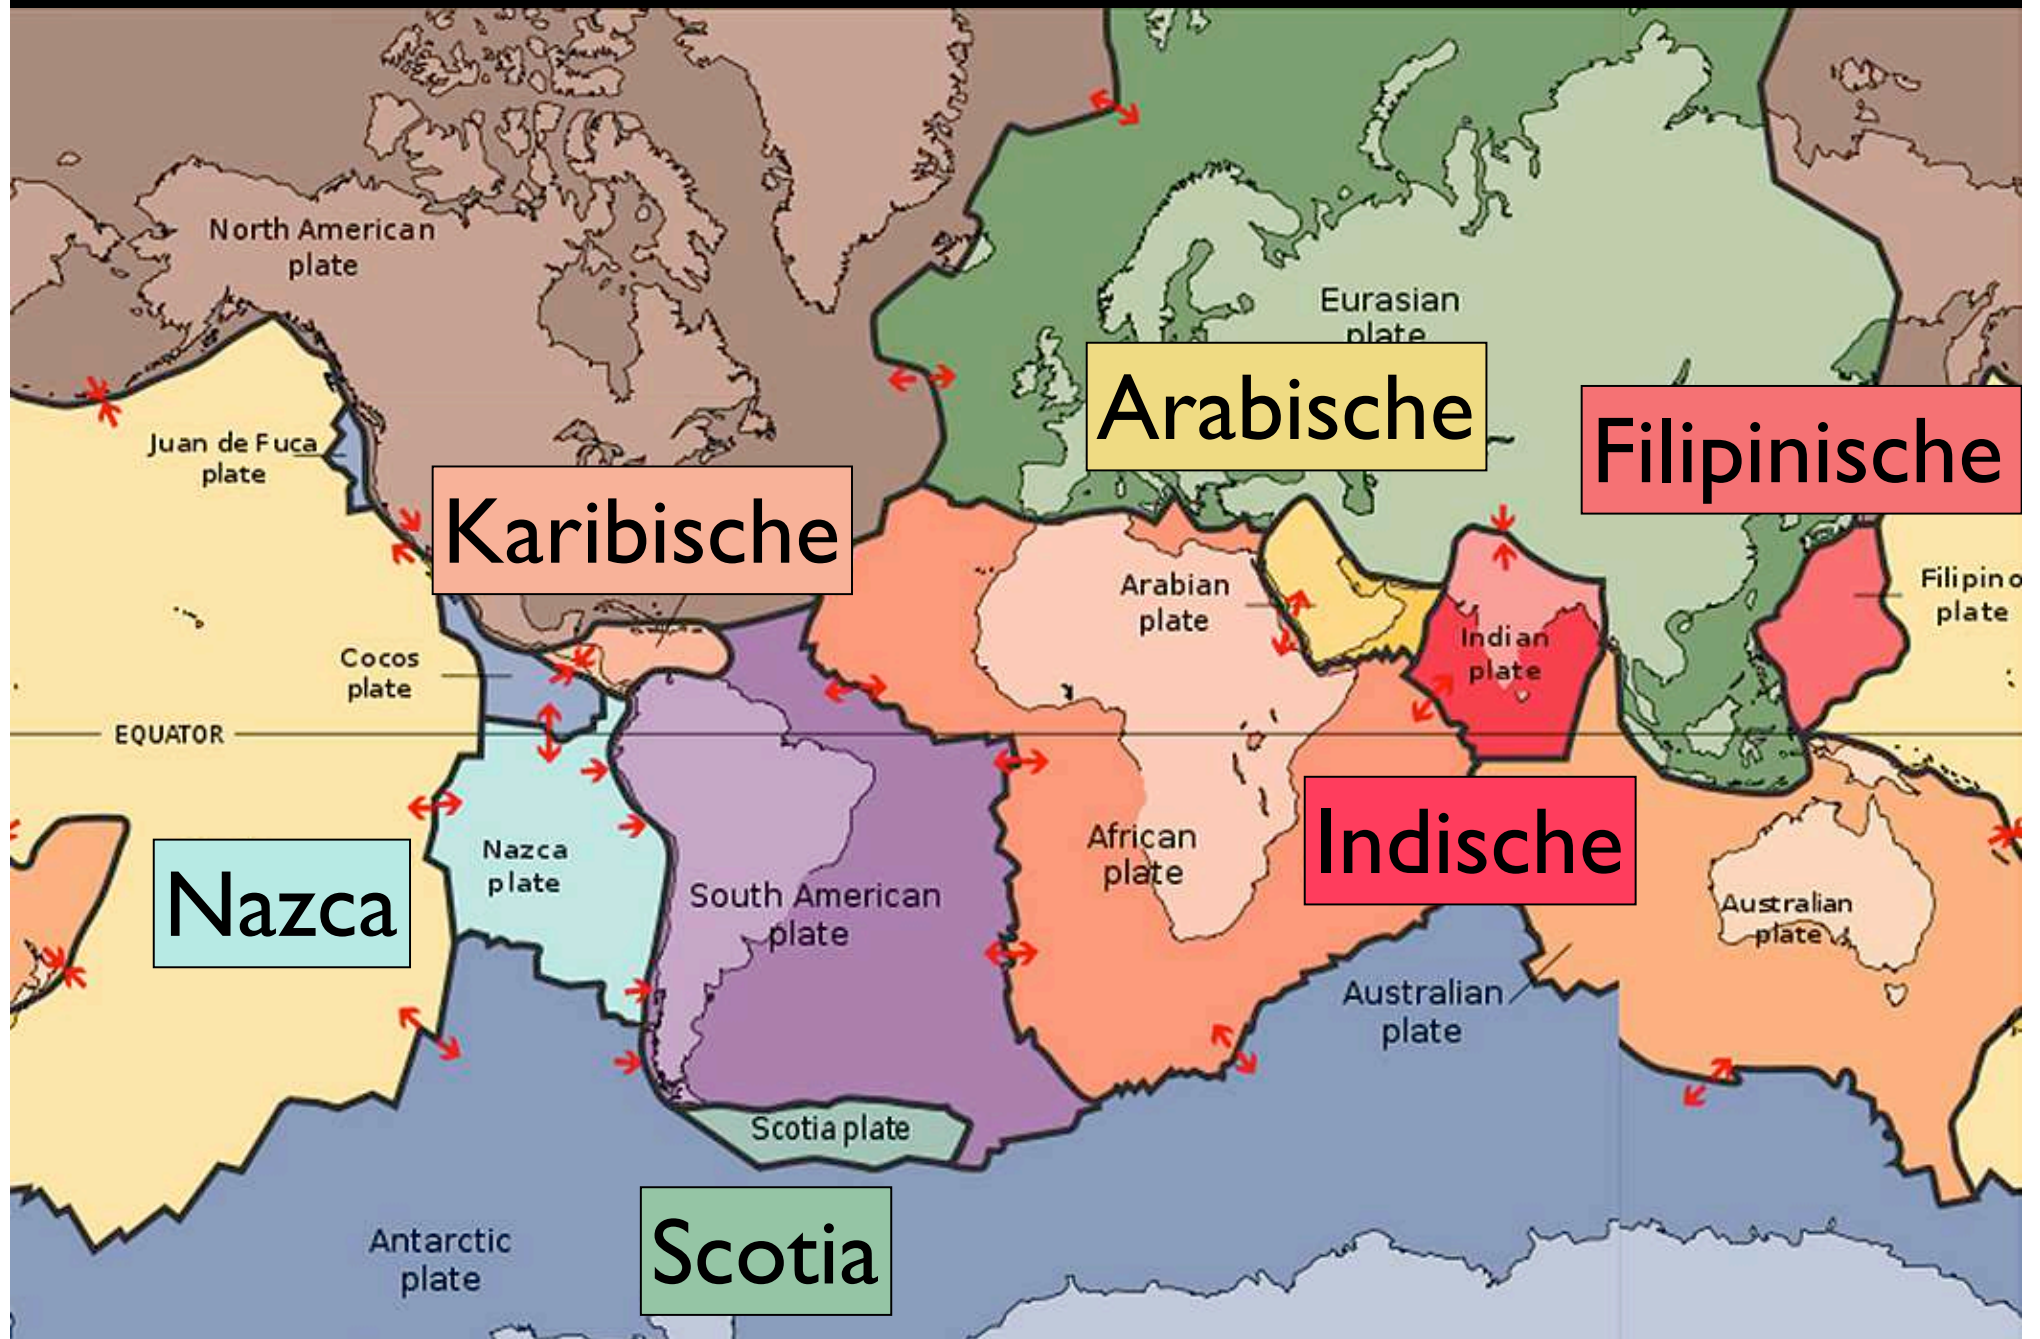 North American
plate
Eurasian
plate
Arabische
Filipinische
Juan de Fuca
plate
Karibische
Arabian
plate
Filipino
plate
Indian
plate
Cocos
plate
EQUATOR
Indische
Nazca
Nazca
plate
African
plate
South American
plate
Australian
plate
Australian
plate
Scotia plate
Scotia
Antarctic
plate